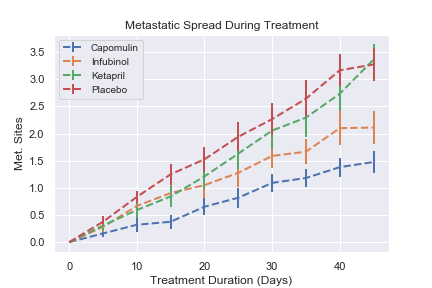 Metastatic Spread During Treatment
Capomulin
Infubinol
Ketapril
Placebo
3.5
3.0
2.5
2.0
1.5
1.0
0.5
0.0
Met. Sites
0 10 20 30 40
Treatment Duration (Days)